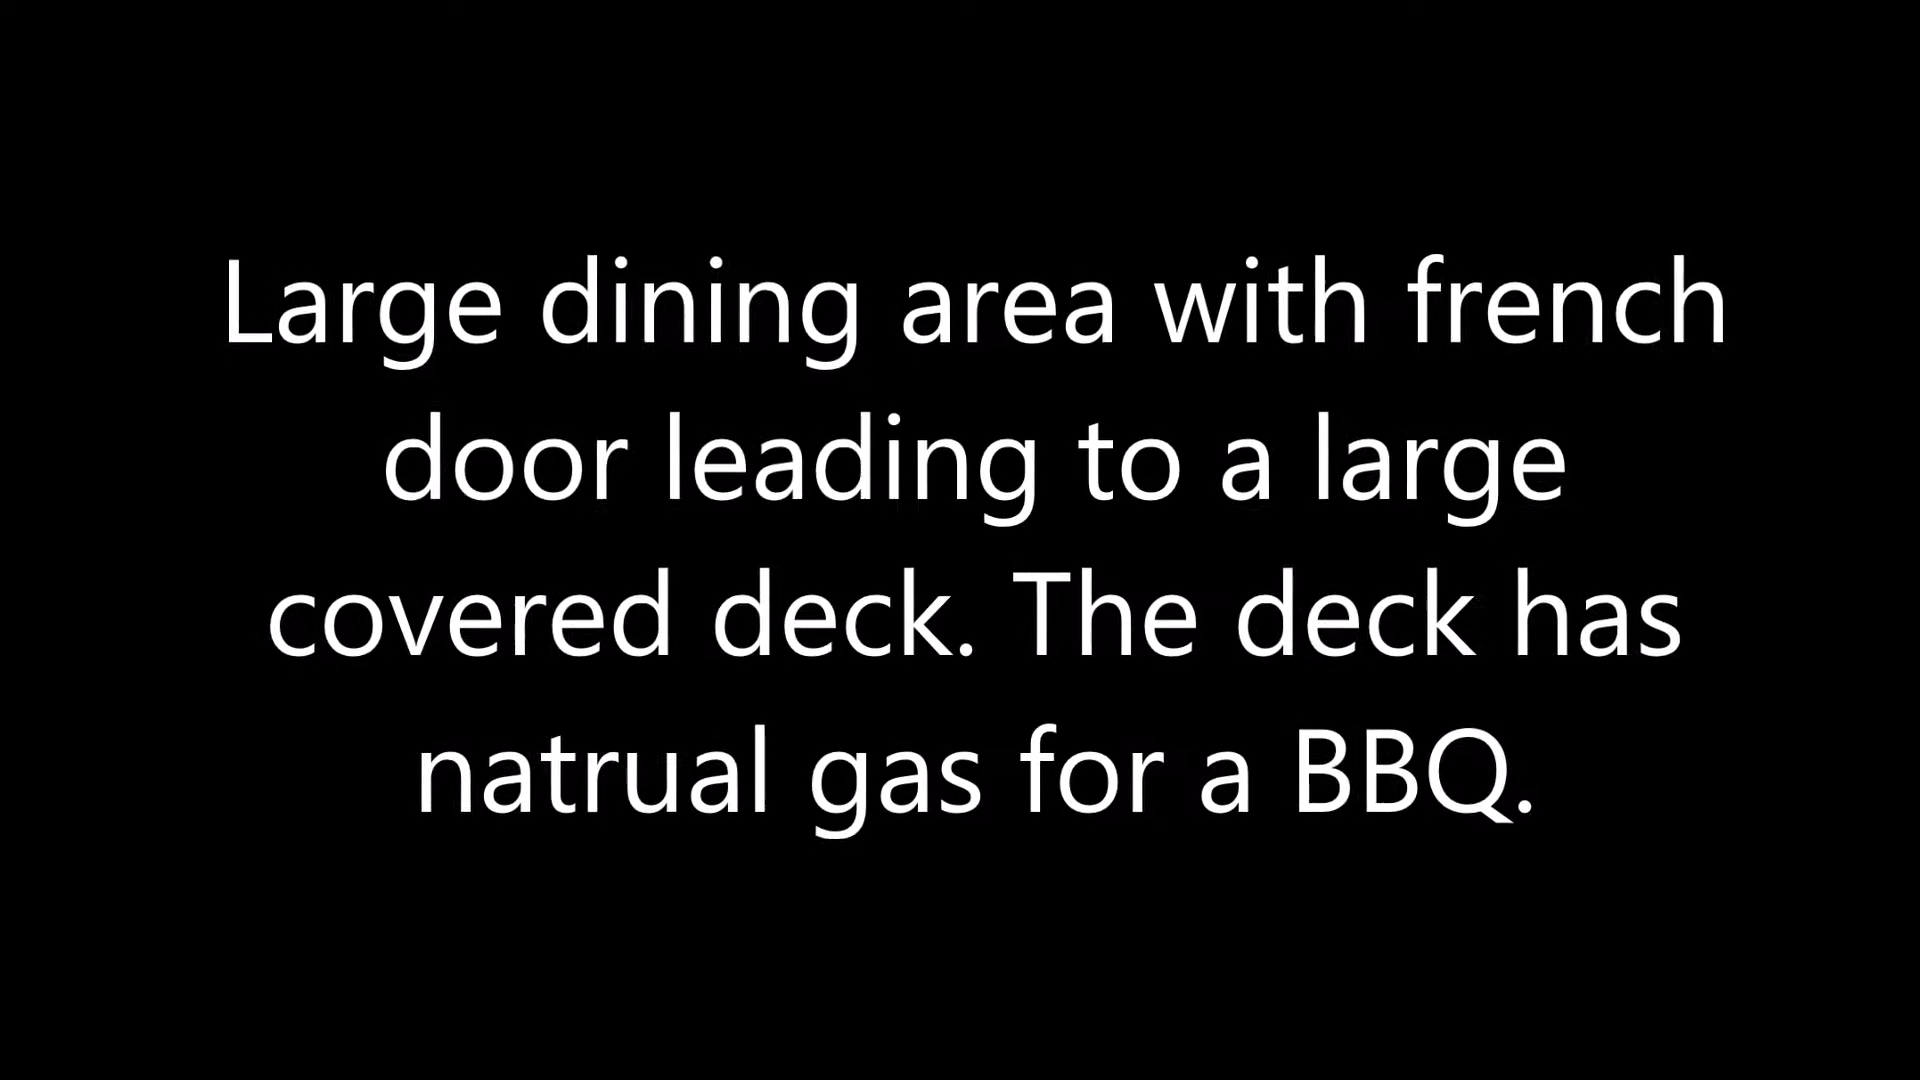 Large dining area with french
door leading to a large
covered deck. The deck has
natrual gas for a BBQ.